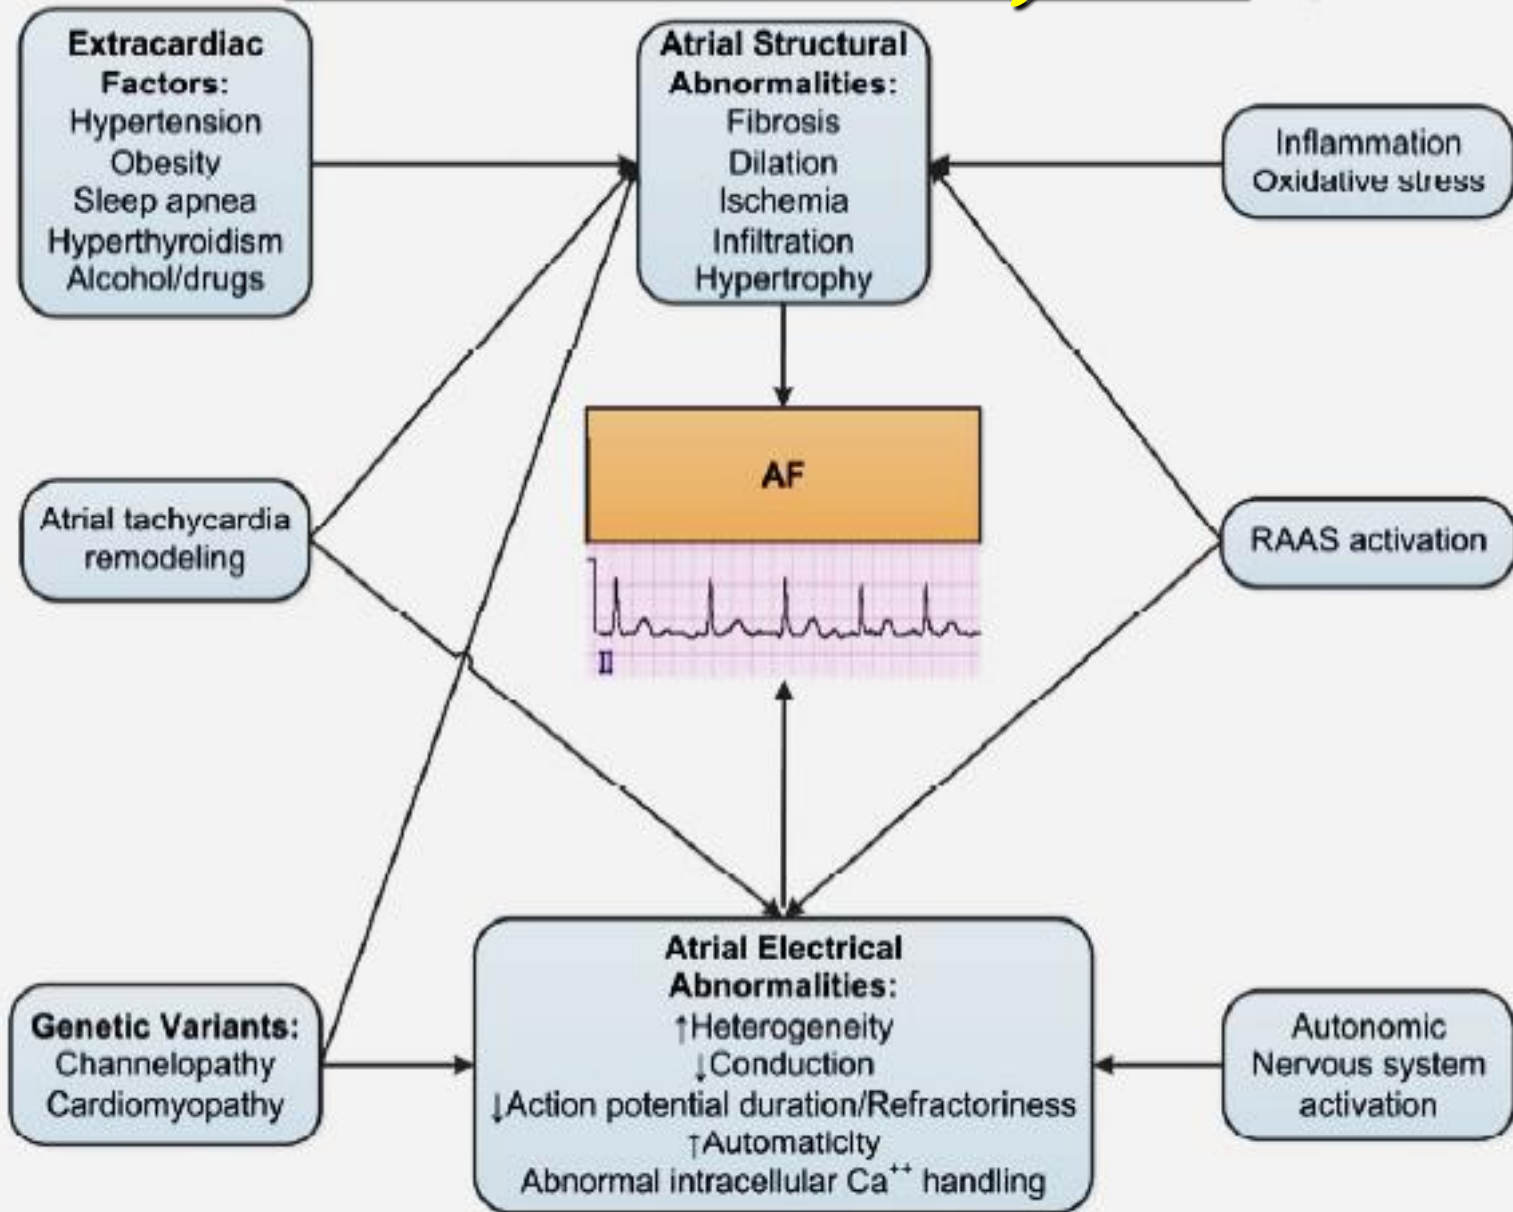 Extracardiac
Factors:
Hypertension
Obesity
Sleep apnea
Hyperthyroidism
Alcohol/drugs
Atrial Structural
Abnormalities:
Fibrosis
Dilation
Ischemia
Infiltration
Hypertrophy
Inflammation
Oxidative stress
Atrial tachycardia
remodeling
AF
II
RAAS activation
Genetic Variants:
Channelopathy
Cardiomyopathy
Atrial Electrical
Abnormalities:
↑Heterogeneity
↓Conduction
↓Action potential duration/Refractoriness
↑Automaticity
Abnormal intracellular Ca⁺⁺ handling
Autonomic
Nervous system
activation